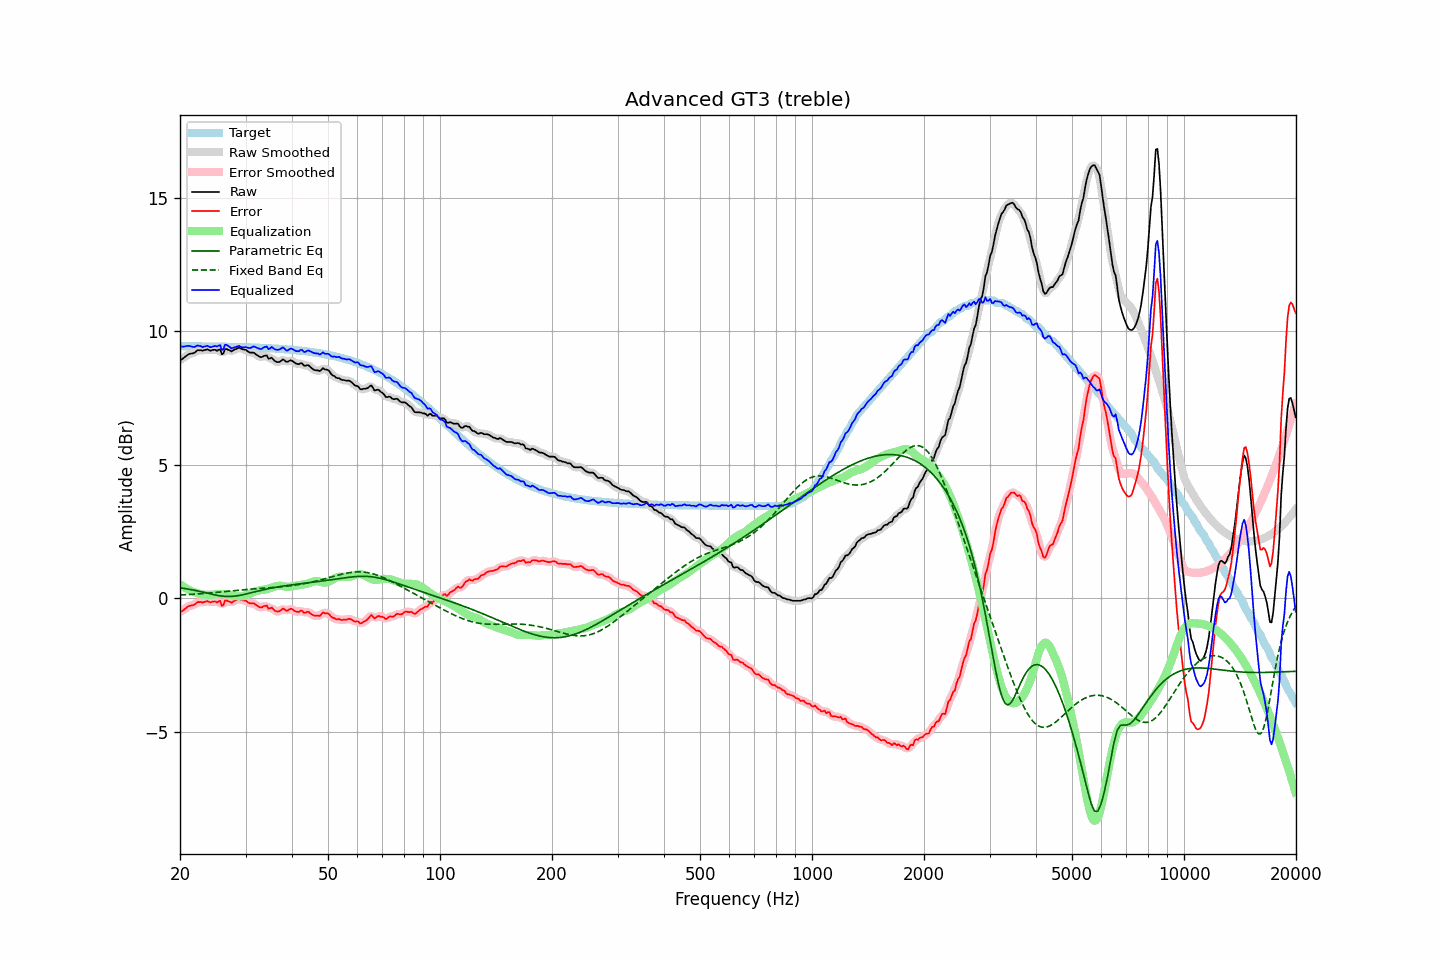 Advanced GT3 (treble)
Target
Raw Smoothed
Error Smoothed
Raw
Error
Equalization
Parametric Eq
Fixed Band Eq
Equalized
15
10
5
0
−5
Amplitude (dBr)
20 50 100 200 500 1000 2000 5000 10000 20000
Frequency (Hz)